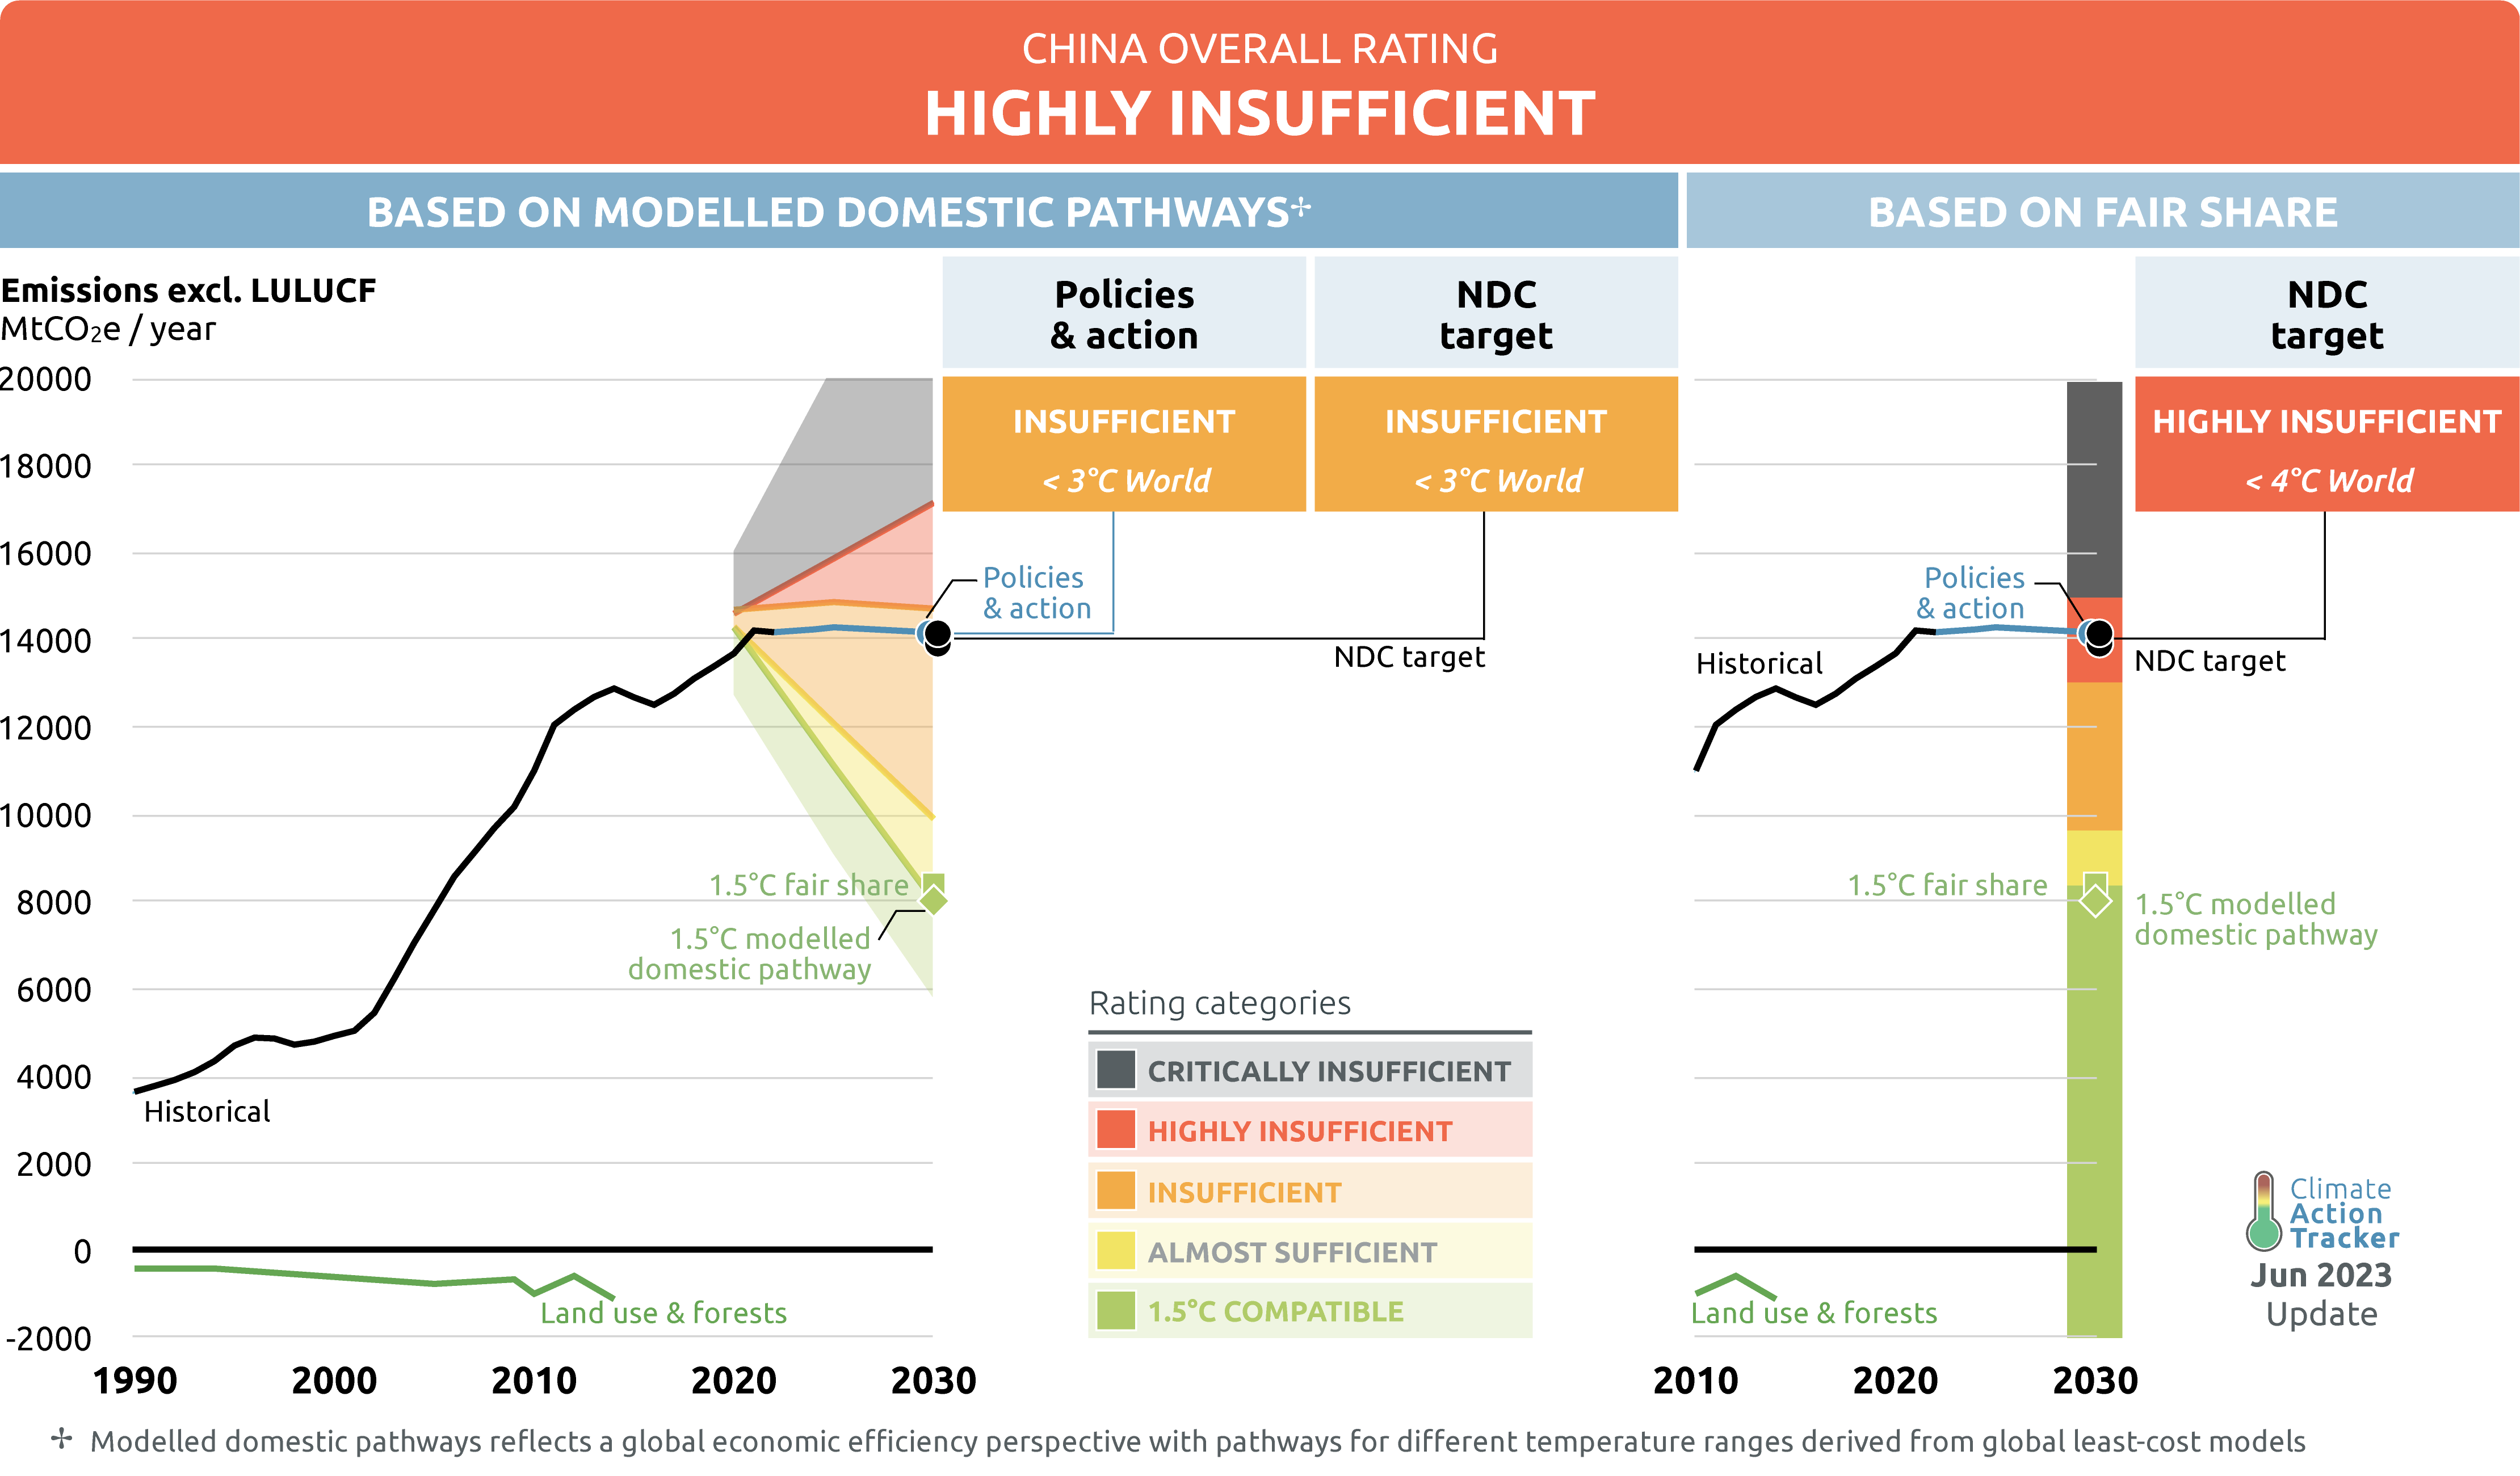 CHINA OVERALL RATING
HIGHLY INSUFFICIENT
BASED ON MODELLED DOMESTIC PATHWAYS✢
BASED ON FAIR SHARE
Emissions excl. LULUCF
MtCO₂e / year
Policies
& action
NDC
target
NDC
target
INSUFFICIENT
< 3°C World
INSUFFICIENT
< 3°C World
HIGHLY INSUFFICIENT
< 4°C World
20000
18000
16000
14000
12000
10000
8000
6000
4000
2000
0
-2000
Policies
& action
NDC target
1.5°C fair share
1.5°C modelled
domestic pathway
Historical
Land use & forests
1990
2000
2010
2020
2030
Rating categories
CRITICALLY INSUFFICIENT
HIGHLY INSUFFICIENT
INSUFFICIENT
ALMOST SUFFICIENT
1.5°C COMPATIBLE
Policies
& action
Historical
NDC target
1.5°C fair share
1.5°C modelled
domestic pathway
Land use & forests
2010
2020
2030
Climate
Action
Tracker
Jun 2023
Update
✢ Modelled domestic pathways reflects a global economic efficiency perspective with pathways for different temperature ranges derived from global least-cost models